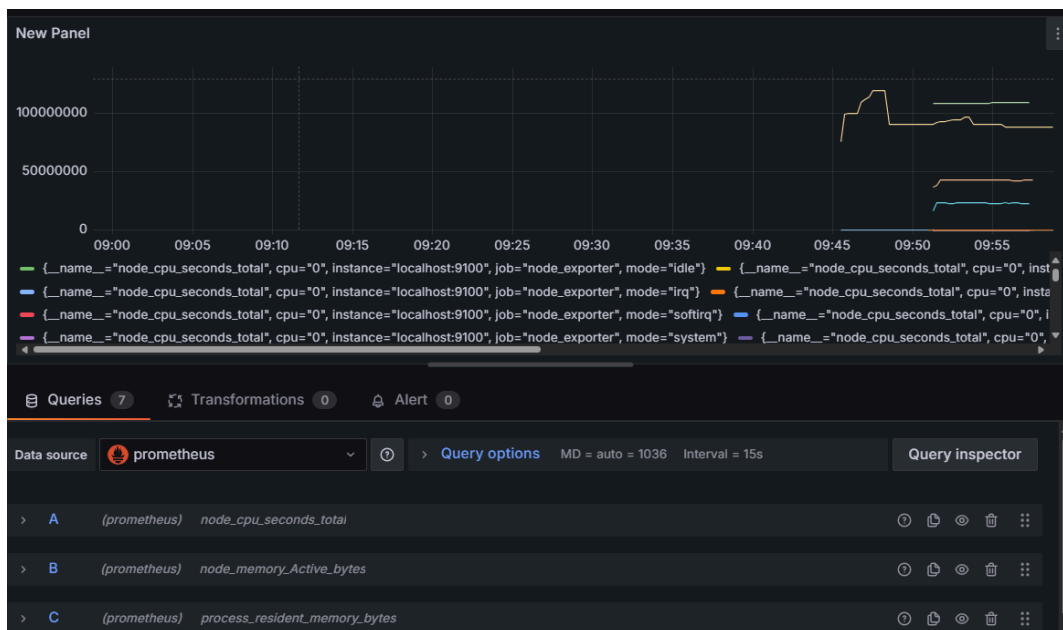 New Panel
100000000
50000000
0
09:00 09:05 09:10 09:15 09:20 09:25 09:30 09:35 09:40 09:45 09:50 09:55
{__name__="node_cpu_seconds_total", cpu="0", instance="localhost:9100", job="node_exporter", mode="idle"} {__name__="node_cpu_seconds_total", cpu="0", inst
{__name__="node_cpu_seconds_total", cpu="0", instance="localhost:9100", job="node_exporter", mode="irq"} {__name__="node_cpu_seconds_total", cpu="0", insta
{__name__="node_cpu_seconds_total", cpu="0", instance="localhost:9100", job="node_exporter", mode="softirq"} {__name__="node_cpu_seconds_total", cpu="0", i
{__name__="node_cpu_seconds_total", cpu="0", instance="localhost:9100", job="node_exporter", mode="system"} {__name__="node_cpu_seconds_total", cpu="0",
Queries 7 Transformations 0 Alert 0
Data source prometheus Query options MD = auto = 1036 Interval = 15s Query inspector
A (prometheus) node_cpu_seconds_total
B (prometheus) node_memory_Active_bytes
C (prometheus) process_resident_memory_bytes